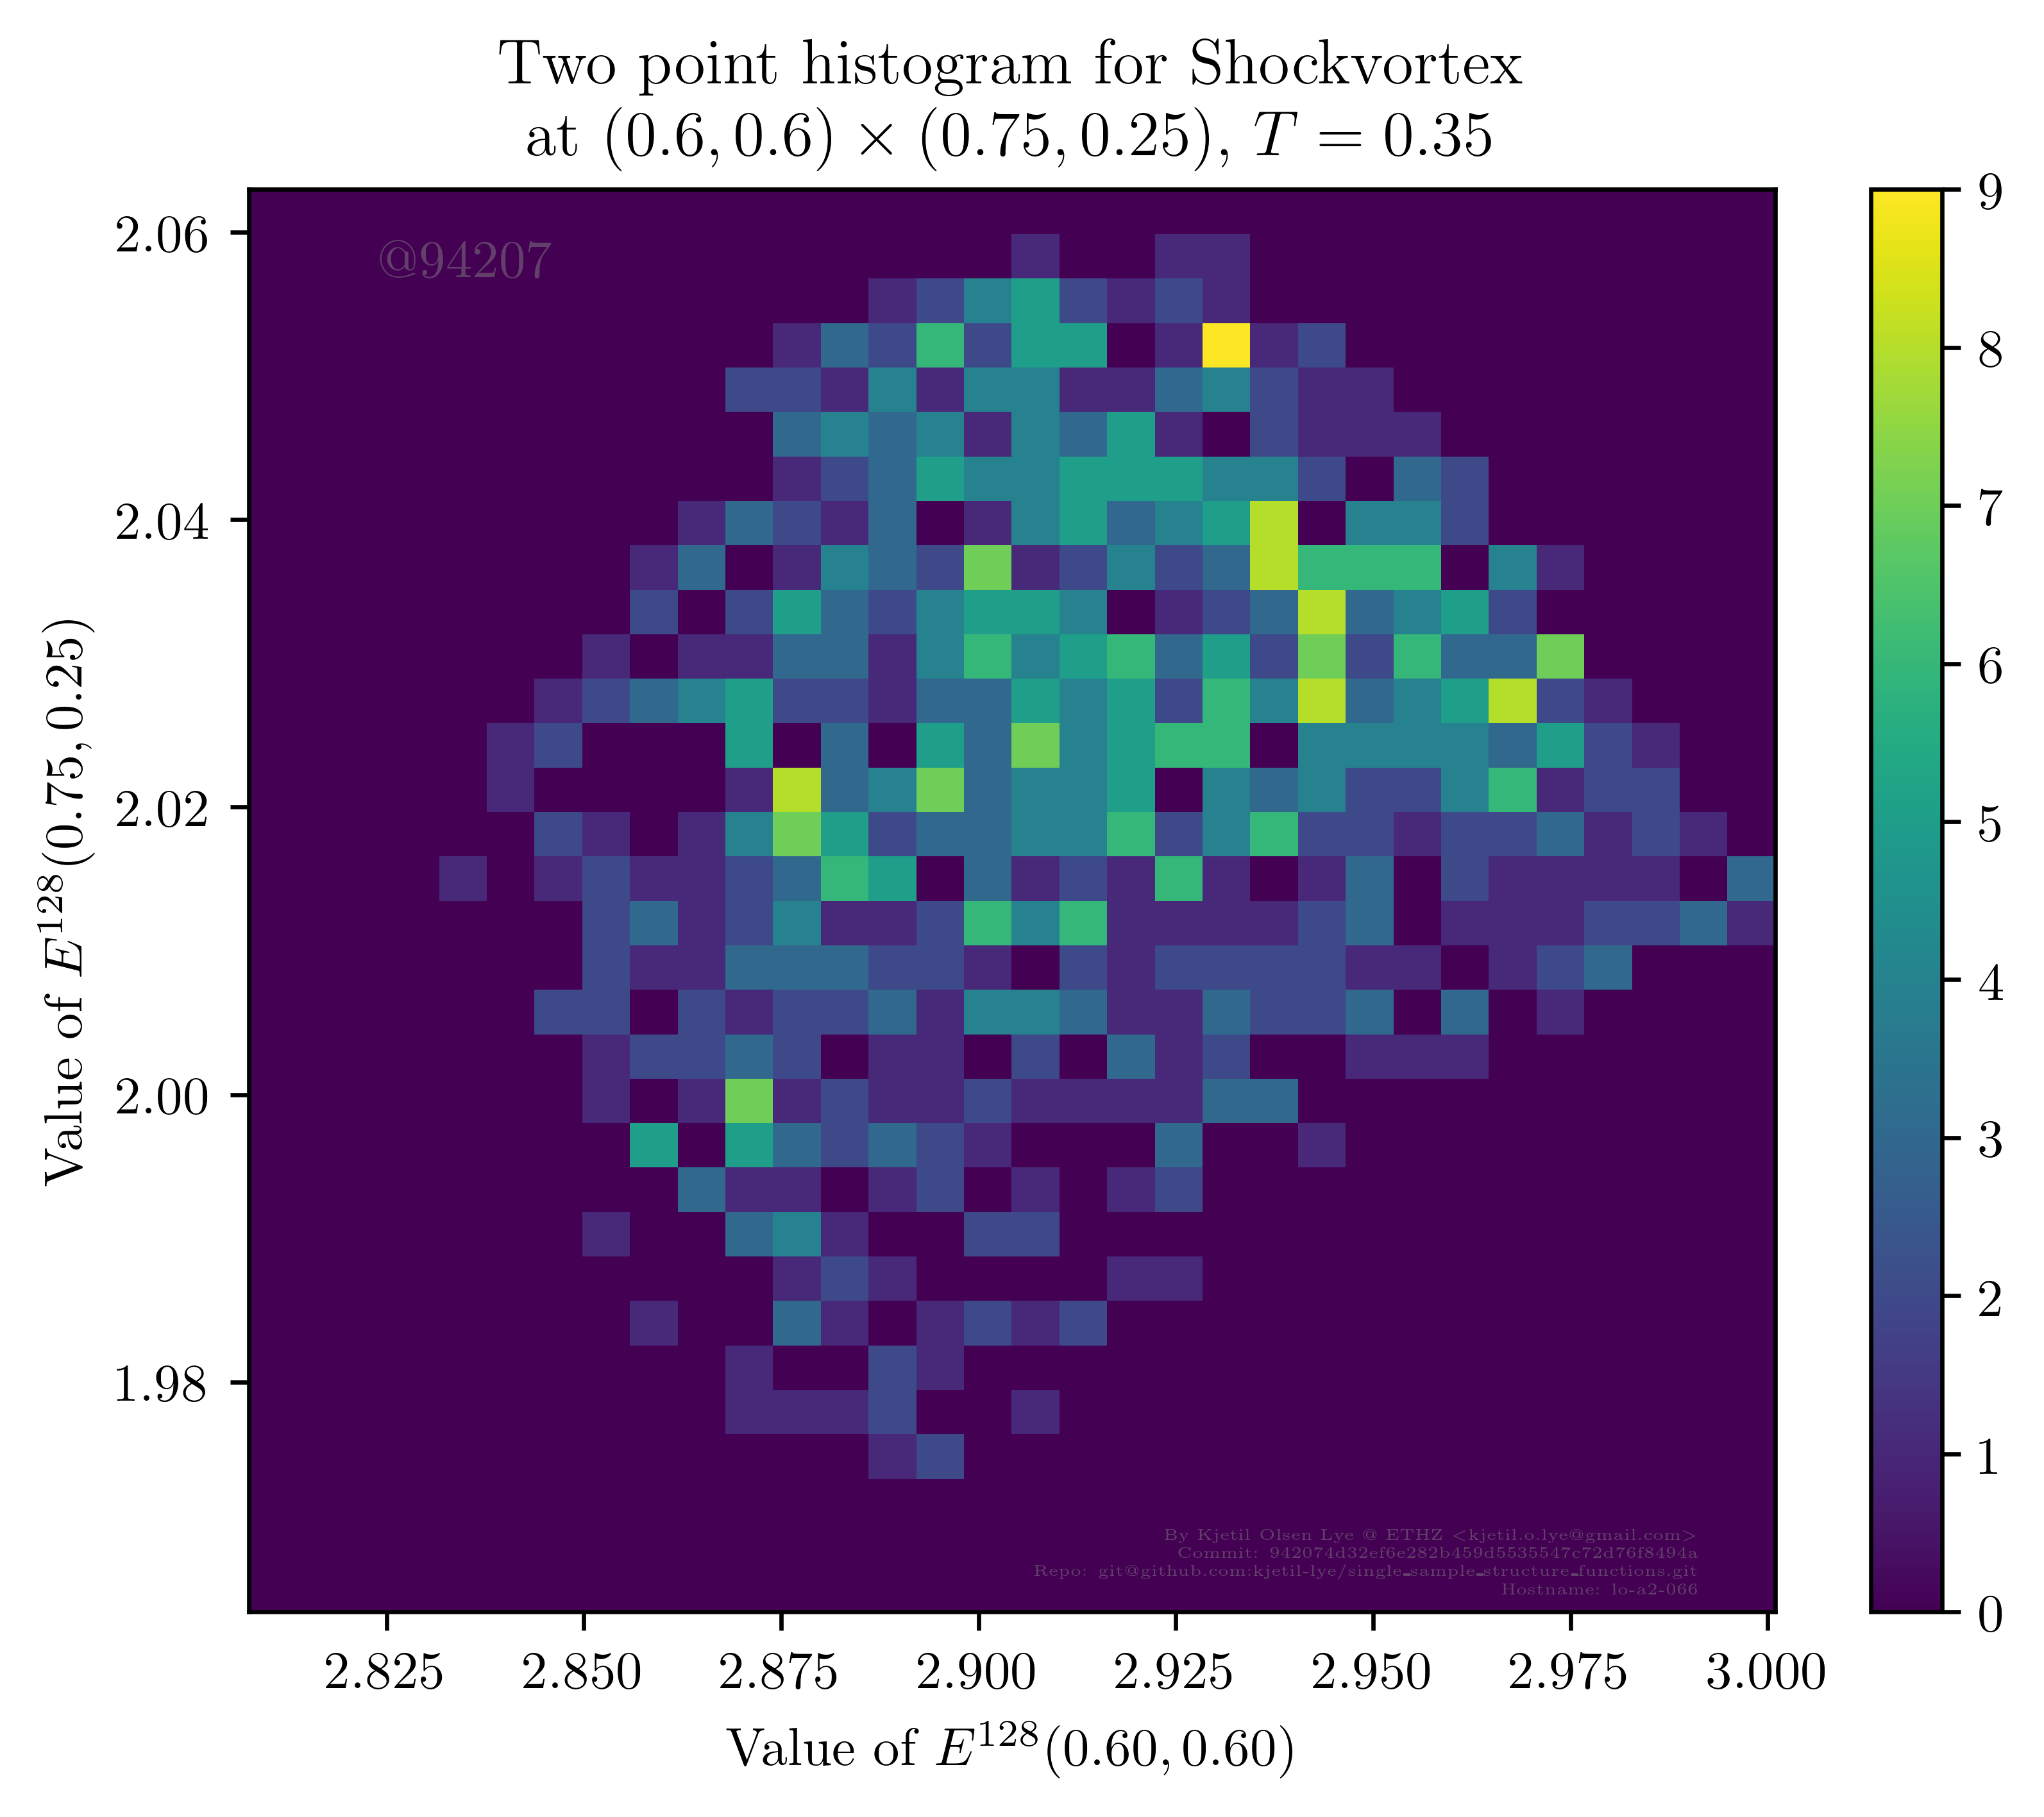 Two point histogram for Shockvortex
at (0.6, 0.6) × (0.75, 0.25), T = 0.35
@94207
2.06
2.04
2.02
2.00
1.98
Value of E^128(0.75, 0.25)
2.825 2.850 2.875 2.900 2.925 2.950 2.975 3.000
Value of E^128(0.60, 0.60)
9
8
7
6
5
4
3
2
1
0
By Kjetil Olsen Lye @ ETHZ <kjetil.o.lye@gmail.com>
Commit: 942074d32ef6e282b459d5535547c72d76f8494a
Repo: git@github.com:kjetil-lye/single_sample_structure_functions.git
Hostname: lo-a2-066